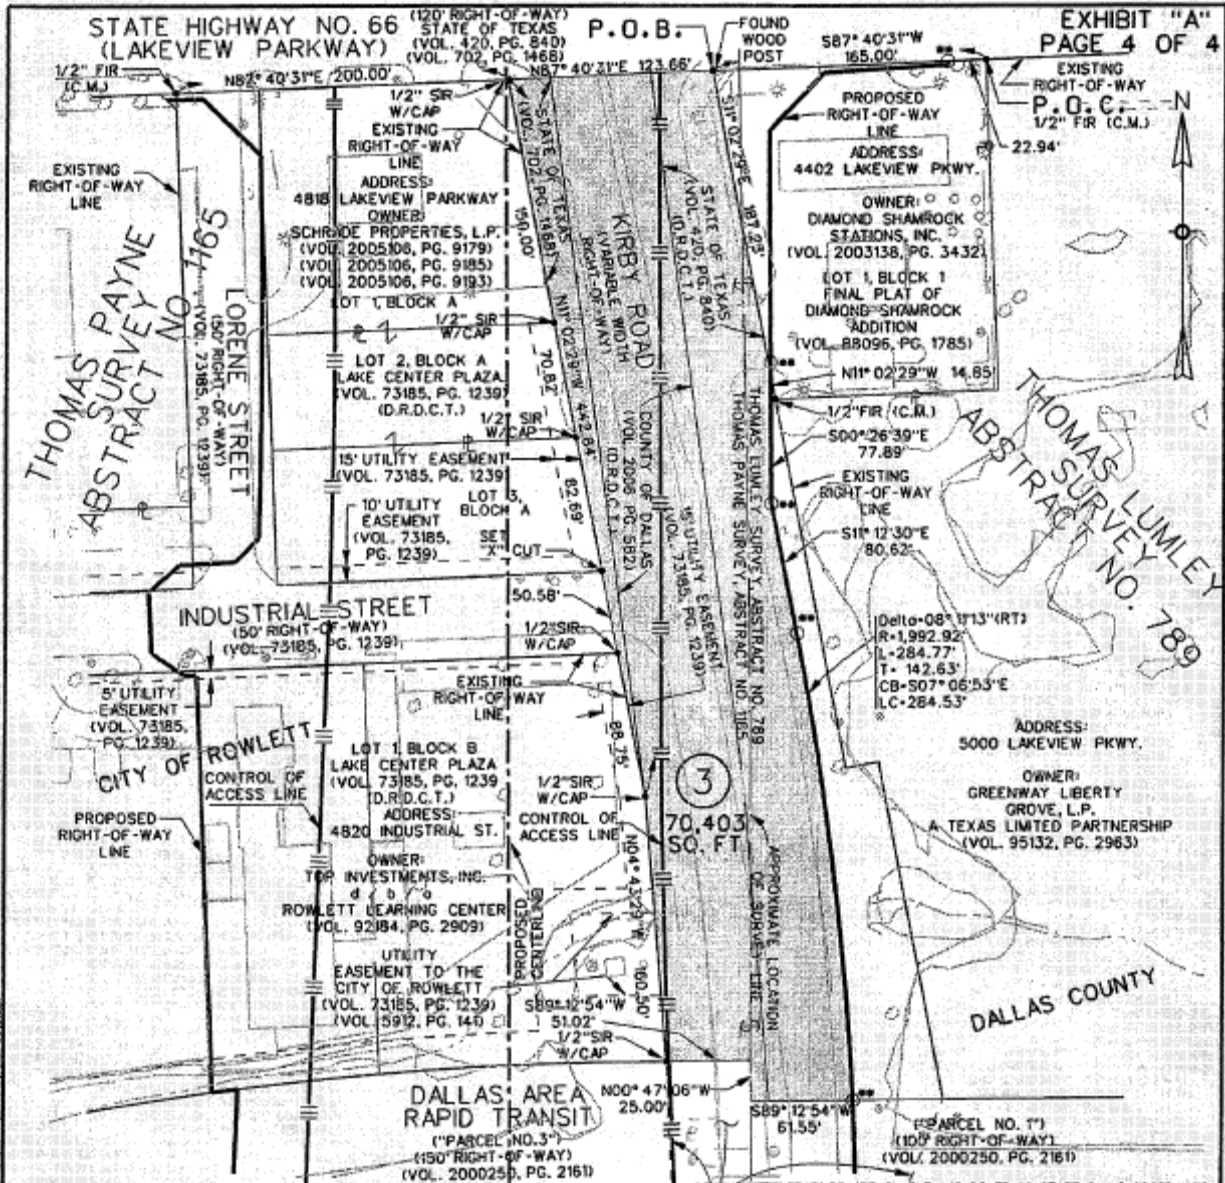 STATE HIGHWAY NO. 66
(LAKEVIEW PARKWAY)
(120' RIGHT-OF-WAY)
STATE OF TEXAS
(VOL. 420, PG. 840)
(VOL. 702, PG. 1468)
P.O.B.
FOUND
WOOD
POST
S87° 40'31"W
165.00'
EXHIBIT "A"
PAGE 4 OF 4
EXISTING
RIGHT-OF-WAY
P.O.C.
1/2" FIR (C.M.)
N
22.94'
1/2" FIR
(C.M.)
N87° 40'31"E 200.00'
N87° 40'31"E 123.66'
1/2" SIR
W/CAP
EXISTING
RIGHT-OF-WAY
LINE
EXISTING
RIGHT-OF-WAY
LINE
ADDRESS:
4818 LAKEVIEW PARKWAY
OWNER:
PROPERTIES, L.P.
(VOL. 2005106, PG. 9179)
(VOL. 2005106, PG. 9185)
(VOL. 2005106, PG. 9193)
LOT 1, BLOCK A
1/2" SIR
W/CAP
STATE OF TEXAS
(VOL. 702, PG. 1468)
150.00'
N11° 02'29"W 442.84'
KIRBY ROAD
(VARIABLE WIDTH
RIGHT-OF-WAY)
STATE OF TEXAS
(VOL. 420, PG. 840)
(D.R.D.C.T.)
S11° 02'29"E 187.23'
PROPOSED
RIGHT-OF-WAY
LINE
ADDRESS:
4402 LAKEVIEW PKWY.
OWNER:
DIAMOND SHAMROCK
STATIONS, INC.
(VOL. 2003138, PG. 3432)
LOT 1, BLOCK 1
FINAL PLAT OF
DIAMOND SHAMROCK
ADDITION
(VOL. 88096, PG. 1785)
N11° 02'29"W 14.85'
1/2"FIR (C.M.)
S00° 26'39"E
77.89'
EXISTING
RIGHT-OF-WAY
LINE
S11° 12'30"E
80.62'
THOMAS LUMLEY
SURVEY
ABSTRACT NO. 789
THOMAS PAYNE
SURVEY
ABSTRACT NO. 1165
LORENE STREET
(50' RIGHT-OF-WAY)
(VOL. 73185, PG. 1239)
LOT 2, BLOCK A
LAKE CENTER PLAZA
(VOL. 73185, PG. 1239)
(D.R.D.C.T.)
70.82'
1/2" SIR
W/CAP
15' UTILITY EASEMENT
(VOL. 73185, PG. 1239)
82.69'
LOT 3,
BLOCK A
10' UTILITY
EASEMENT
(VOL. 73185,
PG. 1239)
SET
"X" CUT
COUNTY OF DALLAS
(VOL. 2006, PG. 582)
(D.R.D.C.T.)
15' UTILITY EASEMENT
(VOL. 73185, PG. 1239)
THOMAS LUMLEY SURVEY, ABSTRACT NO. 789
THOMAS PAYNE SURVEY, ABSTRACT NO. 1165
INDUSTRIAL STREET
(50' RIGHT-OF-WAY)
(VOL. 73185, PG. 1239)
50.58'
1/2"SIR
W/CAP
EXISTING
RIGHT-OF-WAY
LINE
Delta=08° 11'13"(RT)
R=1,992.92'
L=284.77'
T= 142.63'
CB=S07° 06'53"E
LC=284.53'
5' UTILITY
EASEMENT
(VOL. 73185,
PG. 1239)
CITY OF ROWLETT
CONTROL OF
ACCESS LINE
PROPOSED
RIGHT-OF-WAY
LINE
LOT 1, BLOCK B
LAKE CENTER PLAZA
(VOL. 73185, PG. 1239
(D.R.D.C.T.)
ADDRESS:
4820 INDUSTRIAL ST.
OWNER:
TOP INVESTMENTS, INC.
d / b / a
ROWLETT LEARNING CENTER
(VOL. 92184, PG. 2909)
88.75'
1/2"SIR
W/CAP
CONTROL OF
ACCESS LINE
3
70,403
SQ. FT.
N04° 43'29"W
160.50'
APPROXIMATE LOCATION
OF SURVEY LINE
ADDRESS:
5000 LAKEVIEW PKWY.
OWNER:
GREENWAY LIBERTY
GROVE, L.P.
A TEXAS LIMITED PARTNERSHIP
(VOL. 95132, PG. 2963)
PROPOSED
CENTERLINE
UTILITY
EASEMENT TO THE
CITY OF ROWLETT
(VOL. 73185, PG. 1239)
(VOL. 5912, PG. 141)
S89° 12'54"W
51.02'
1/2"SIR
W/CAP
DALLAS COUNTY
DALLAS AREA
RAPID TRANSIT
("PARCEL NO.3")
(150' RIGHT-OF-WAY)
(VOL. 2000250, PG. 2161)
N00° 47'06"W
25.00'
S89° 12'54"W
61.55'
("PARCEL NO. 1")
(100' RIGHT-OF-WAY)
(VOL. 2000250, PG. 2161)